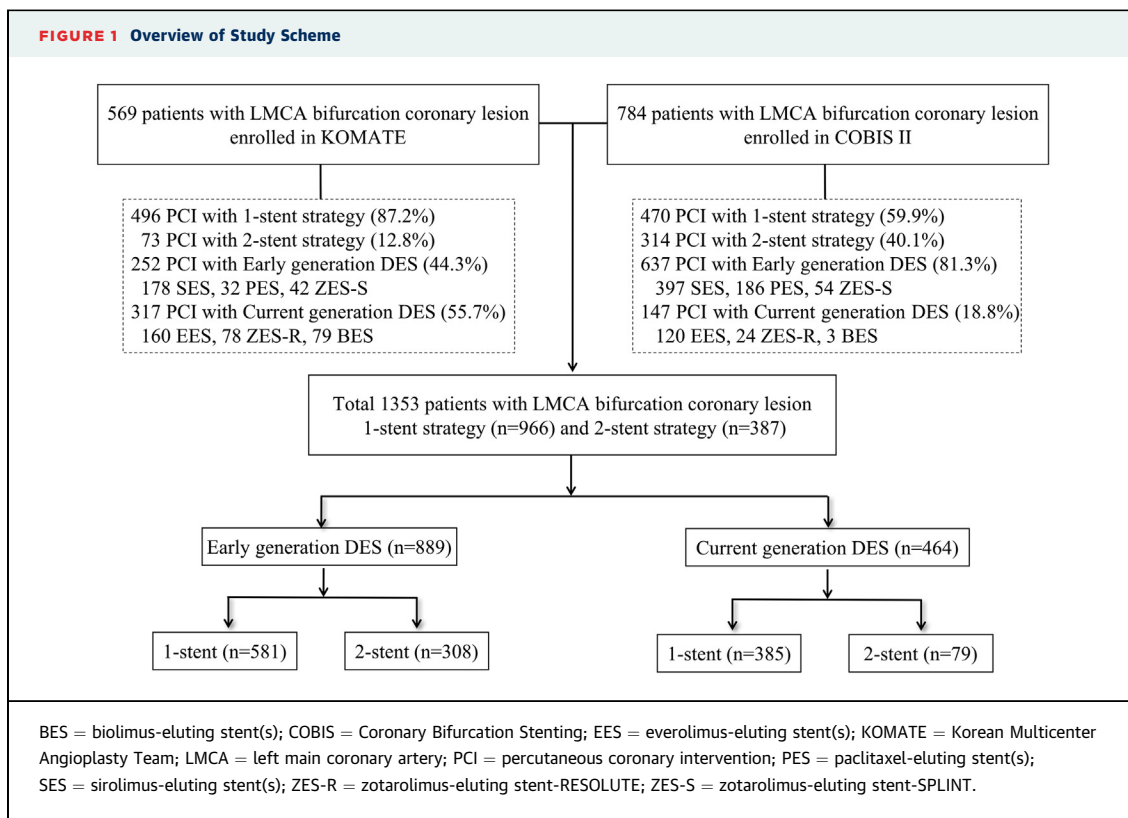 FIGURE 1 Overview of Study Scheme
569 patients with LMCA bifurcation coronary lesion
enrolled in KOMATE
784 patients with LMCA bifurcation coronary lesion
enrolled in COBIS II
496 PCI with 1-stent strategy (87.2%)
73 PCI with 2-stent strategy (12.8%)
252 PCI with Early generation DES (44.3%)
178 SES, 32 PES, 42 ZES-S
317 PCI with Current generation DES (55.7%)
160 EES, 78 ZES-R, 79 BES
470 PCI with 1-stent strategy (59.9%)
314 PCI with 2-stent strategy (40.1%)
637 PCI with Early generation DES (81.3%)
397 SES, 186 PES, 54 ZES-S
147 PCI with Current generation DES (18.8%)
120 EES, 24 ZES-R, 3 BES
Total 1353 patients with LMCA bifurcation coronary lesion
1-stent strategy (n=966) and 2-stent strategy (n=387)
Early generation DES (n=889)
Current generation DES (n=464)
1-stent (n=581)
2-stent (n=308)
1-stent (n=385)
2-stent (n=79)
BES = biolimus-eluting stent(s); COBIS = Coronary Bifurcation Stenting; EES = everolimus-eluting stent(s); KOMATE = Korean Multicenter
Angioplasty Team; LMCA = left main coronary artery; PCI = percutaneous coronary intervention; PES = paclitaxel-eluting stent(s);
SES = sirolimus-eluting stent(s); ZES-R = zotarolimus-eluting stent-RESOLUTE; ZES-S = zotarolimus-eluting stent-SPLINT.